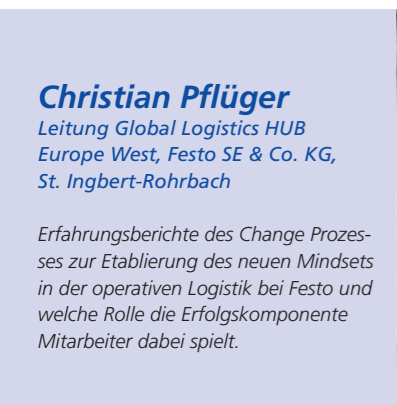 Christian Pflüger
Leitung Global Logistics HUB
Europe West, Festo SE & Co. KG,
St. Ingbert-Rohrbach
Erfahrungsberichte des Change Prozes-
ses zur Etablierung des neuen Mindsets
in der operativen Logistik bei Festo und
welche Rolle die Erfolgskomponente
Mitarbeiter dabei spielt.